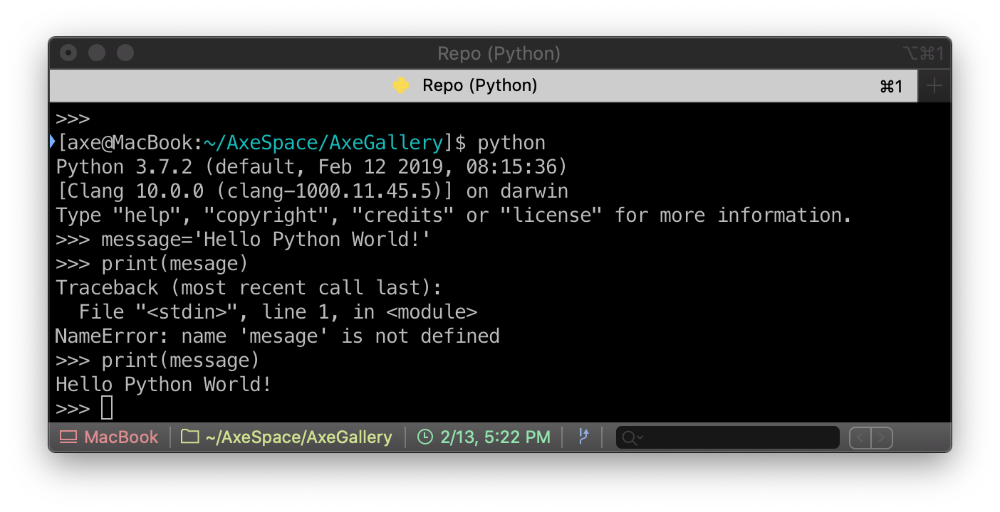 Repo (Python) ⌥⌘1
Repo (Python) ⌘1
>>>
[axe@MacBook:~/AxeSpace/AxeGallery]$ python
Python 3.7.2 (default, Feb 12 2019, 08:15:36)
[Clang 10.0.0 (clang-1000.11.45.5)] on darwin
Type "help", "copyright", "credits" or "license" for more information.
>>> message='Hello Python World!'
>>> print(mesage)
Traceback (most recent call last):
  File "<stdin>", line 1, in <module>
NameError: name 'mesage' is not defined
>>> print(message)
Hello Python World!
>>>
MacBook ~/AxeSpace/AxeGallery 2/13, 5:22 PM